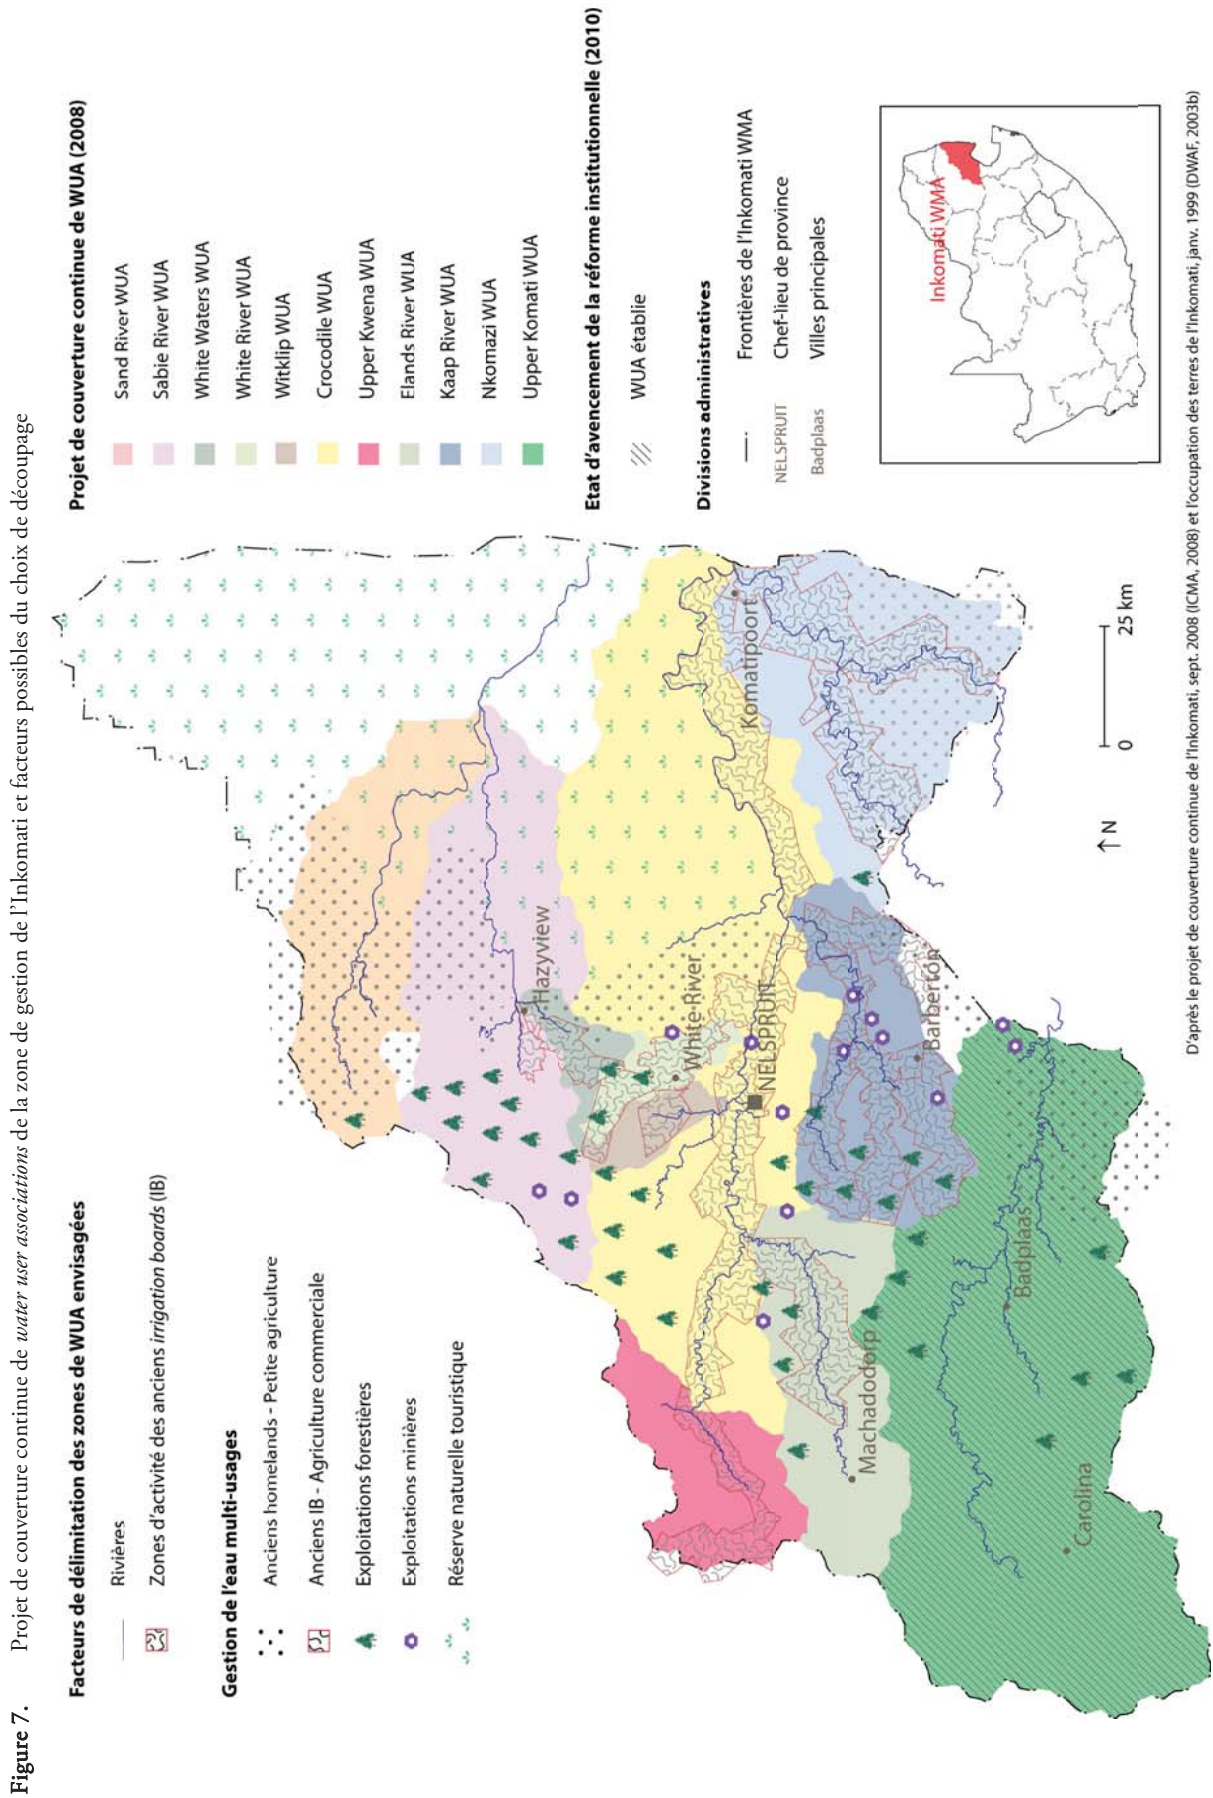 Figure 7. Projet de couverture continue de water user associations de la zone de gestion de l'Inkomati et facteurs possibles du choix de découpage
Facteurs de délimitation des zones de WUA envisagées
Rivières
Zones d'activité des anciens irrigation boards (IB)
Gestion de l'eau multi-usages
Anciens homelands - Petite agriculture
Anciens IB - Agriculture commerciale
Exploitations forestières
Exploitations minières
Réserve naturelle touristique
Projet de couverture continue de WUA (2008)
Sand River WUA
Sabie River WUA
White Waters WUA
White River WUA
Witklip WUA
Crocodile WUA
Upper Kwena WUA
Elands River WUA
Kaap River WUA
Nkomazi WUA
Upper Komati WUA
Etat d'avencement de la réforme institutionnelle (2010)
WUA établie
Divisions administratives
Frontières de l'Inkomati WMA
NELSPRUIT Chef-lieu de province
Badplaas Villes principales
Hazyview
White River
NELSPRUIT
Komatipoort
Barberton
Machadodorp
Badplaas
Carolina
N
0 25 km
Inkomati WMA
D'après le projet de couverture continue de l'Inkomati, sept. 2008 (ICMA, 2008) et l'occupation des terres de l'Inkomati, janv. 1999 (DWAF, 2003b)